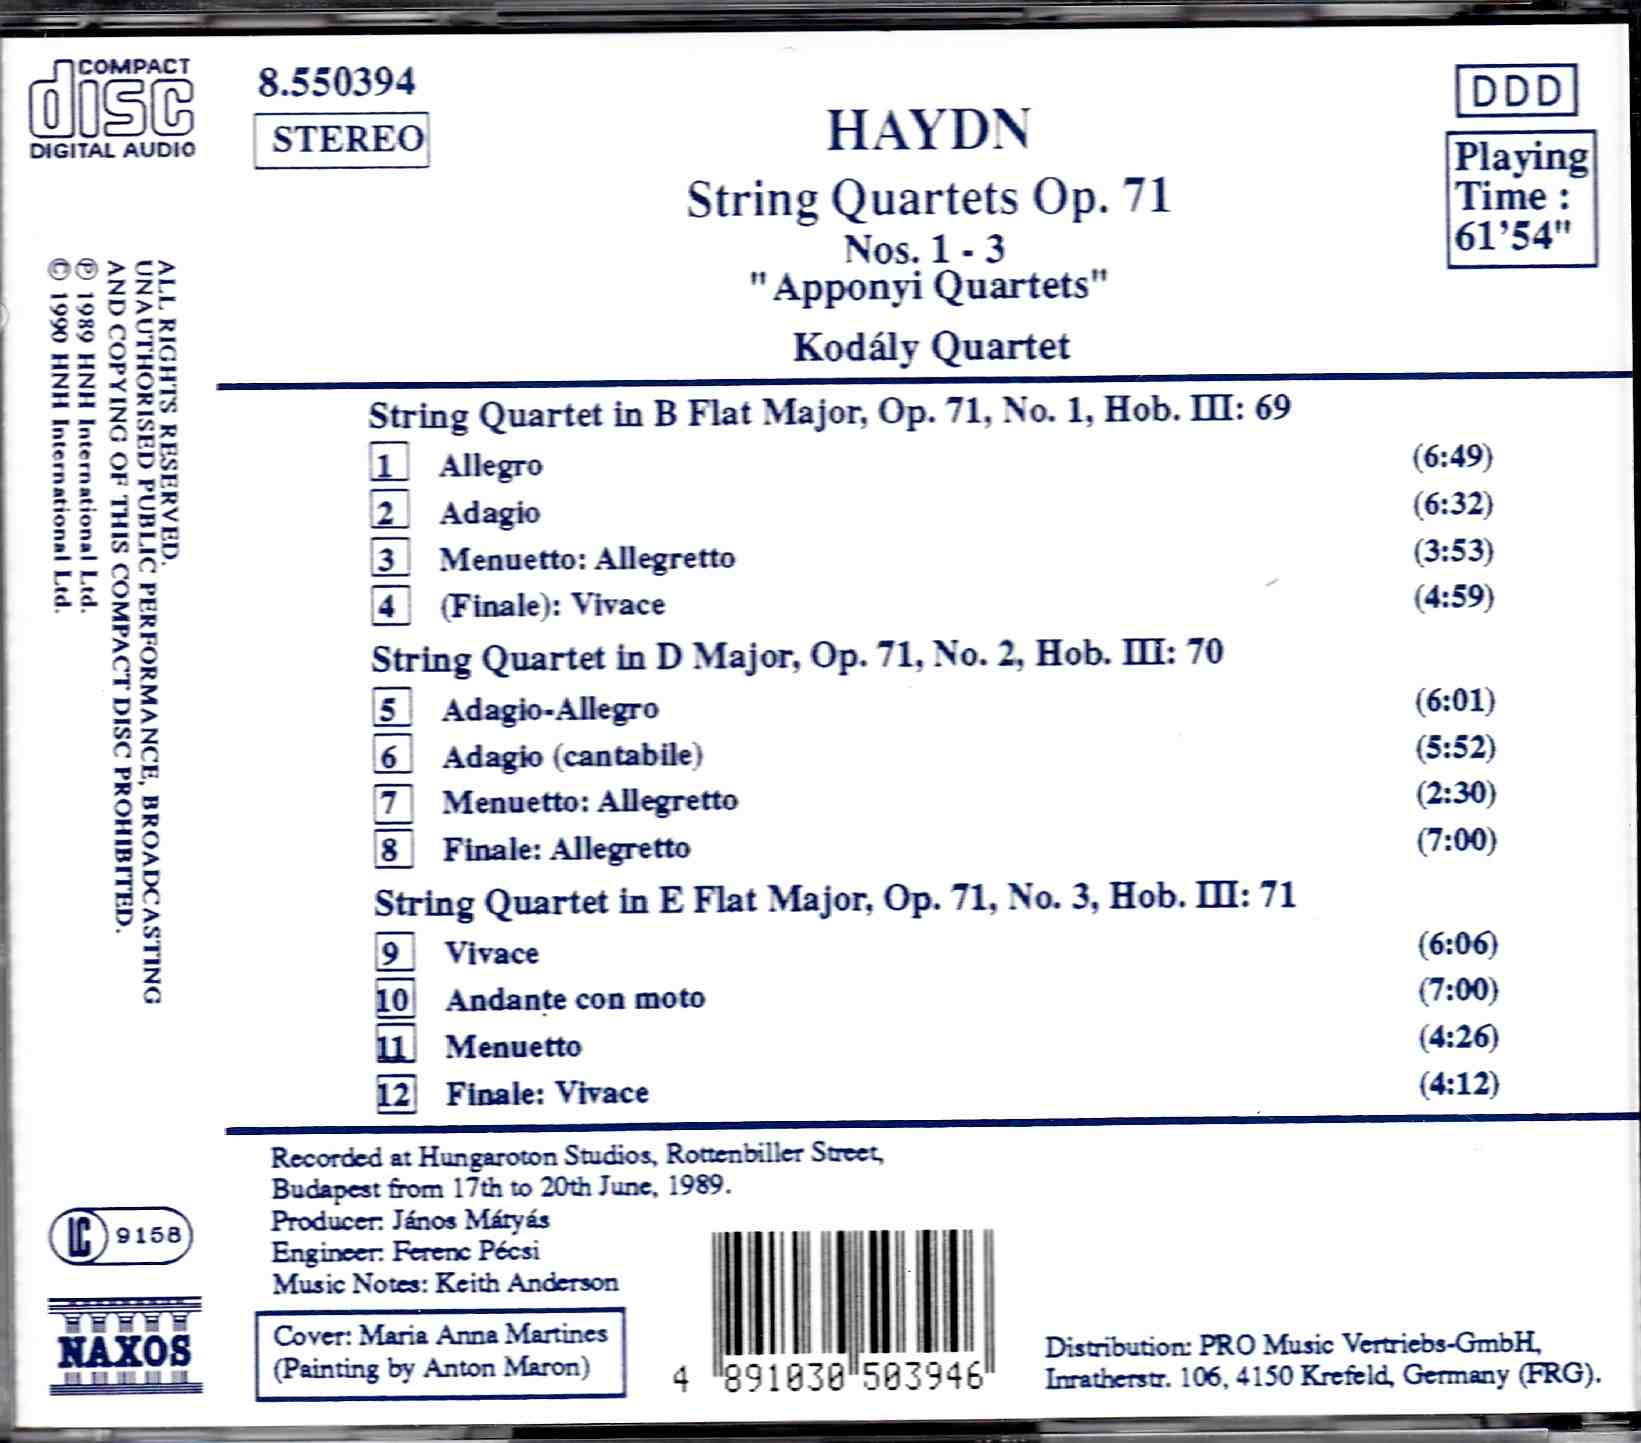 COMPACT
disc
DIGITAL AUDIO
8.550394
STEREO
HAYDN
String Quartets Op. 71
Nos. 1 - 3
"Apponyi Quartets"
Kodály Quartet
DDD
Playing
Time :
61'54"
ALL RIGHTS RESERVED.
UNAUTHORISED PUBLIC PERFORMANCE, BROADCASTING
AND COPYING OF THIS COMPACT DISC PROHIBITED.
℗ 1989 HNH International Ltd.
© 1990 HNH International Ltd.
String Quartet in B Flat Major, Op. 71, No. 1, Hob. III: 69
1 Allegro (6:49)
2 Adagio (6:32)
3 Menuetto: Allegretto (3:53)
4 (Finale): Vivace (4:59)
String Quartet in D Major, Op. 71, No. 2, Hob. III: 70
5 Adagio-Allegro (6:01)
6 Adagio (cantabile) (5:52)
7 Menuetto: Allegretto (2:30)
8 Finale: Allegretto (7:00)
String Quartet in E Flat Major, Op. 71, No. 3, Hob. III: 71
9 Vivace (6:06)
10 Andante con moto (7:00)
11 Menuetto (4:26)
12 Finale: Vivace (4:12)
Recorded at Hungaroton Studios, Rottenbiller Street,
Budapest from 17th to 20th June, 1989.
Producer: János Mátyás
Engineer: Ferenc Pécsi
Music Notes: Keith Anderson
Cover: Maria Anna Martines
(Painting by Anton Maron)
LC 9158
NAXOS
4 891030 503946
Distribution: PRO Music Vertriebs-GmbH,
Inratherstr. 106, 4150 Krefeld, Germany (FRG).